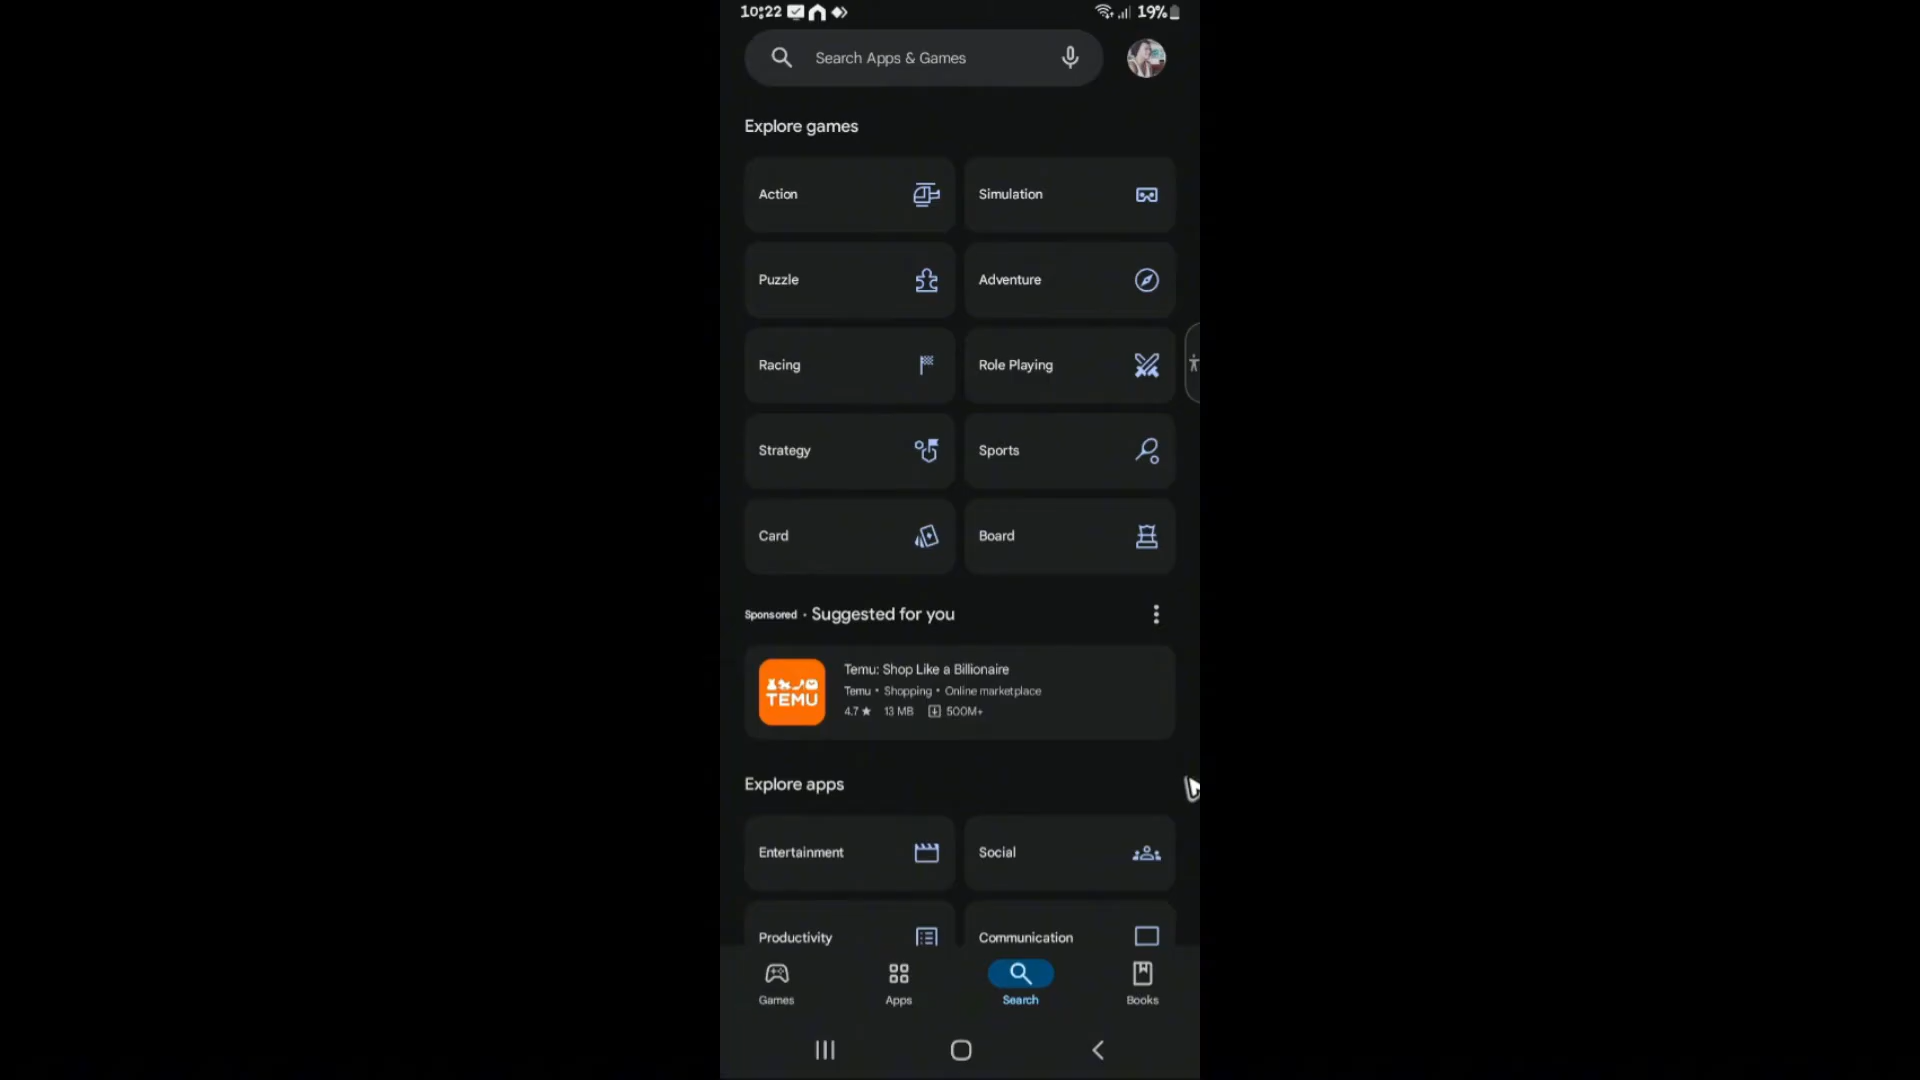 10:22 19%
Search Apps & Games
Explore games
Action Simulation
Puzzle Adventure
Racing Role Playing
Strategy Sports
Card Board
Sponsored • Suggested for you
TEMU
Temu: Shop Like a Billionaire
Temu • Shopping • Online marketplace
4.7★ 13 MB 500M+
Explore apps
Entertainment Social
Productivity Communication
Games Apps Search Books